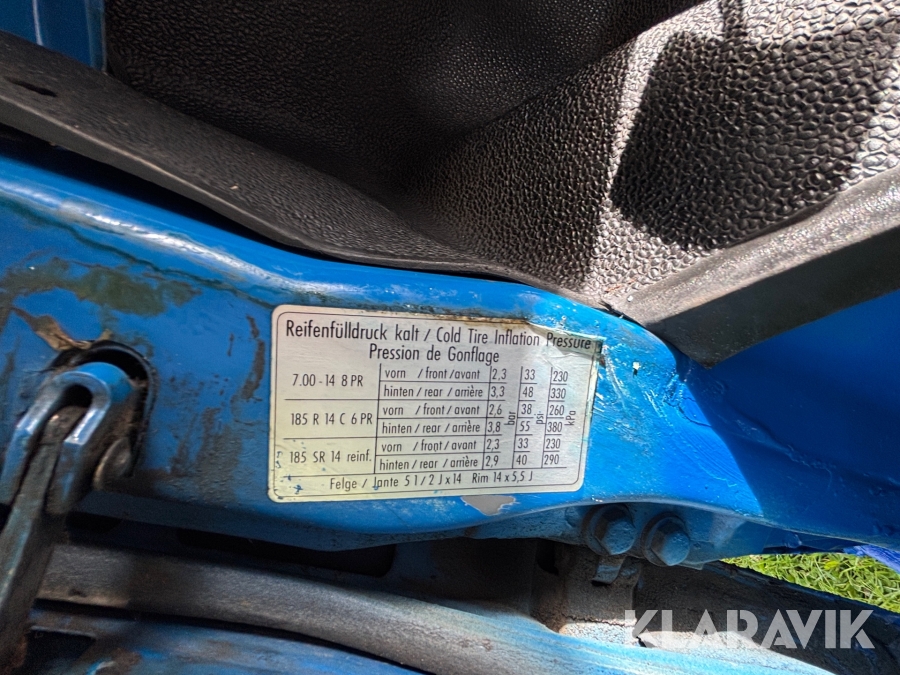 Reifenfülldruck kalt / Cold Tire Inflation Pressure
Pression de Gonflage
7.00-14 8 PR vorn / front / avant 2,3 33 230
hinten / rear / arrière 3,3 48 330
185 R 14 C 6 PR vorn / front / avant 2,6 38 260
hinten / rear / arrière 3,8 55 380
185 SR 14 reinf. vorn / front / avant 2,3 33 230
hinten / rear / arrière 2,9 40 290
bar psi kPa
Felge / Jante 5 1/2 J x 14 Rim 14 x 5,5 J
KLARAVIK